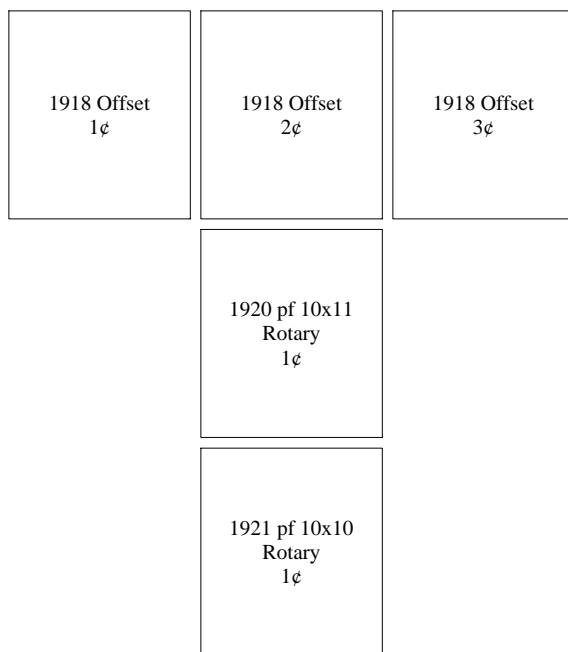 1918 Offset
1¢
1918 Offset
2¢
1918 Offset
3¢
1920 pf 10x11
Rotary
1¢
1921 pf 10x10
Rotary
1¢